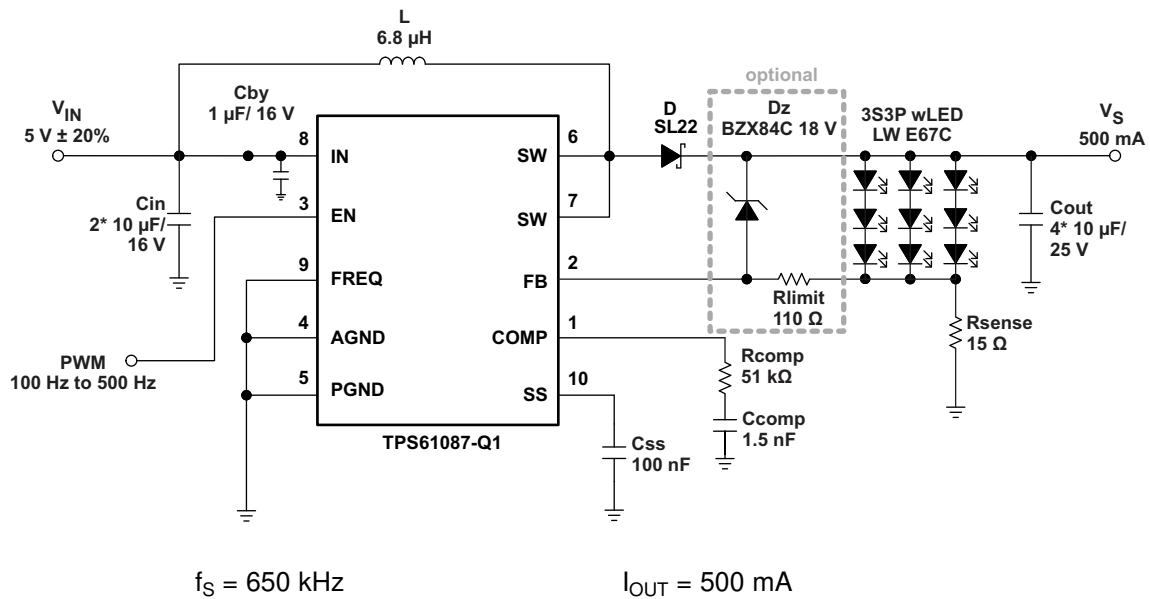 L
6.8 µH
optional
VIN
5 V ± 20%
Cby
1 µF/ 16 V
D
SL22
Dz
BZX84C 18 V
3S3P wLED
LW E67C
VS
500 mA
8
IN
SW
6
Cin
2* 10 µF/
16 V
3
EN
SW
7
Cout
4* 10 µF/
25 V
9
FREQ
FB
2
Rlimit
110 Ω
Rsense
15 Ω
4
AGND
COMP
1
PWM
100 Hz to 500 Hz
Rcomp
51 kΩ
5
PGND
SS
10
Ccomp
1.5 nF
TPS61087-Q1
Css
100 nF
fS = 650 kHz
IOUT = 500 mA